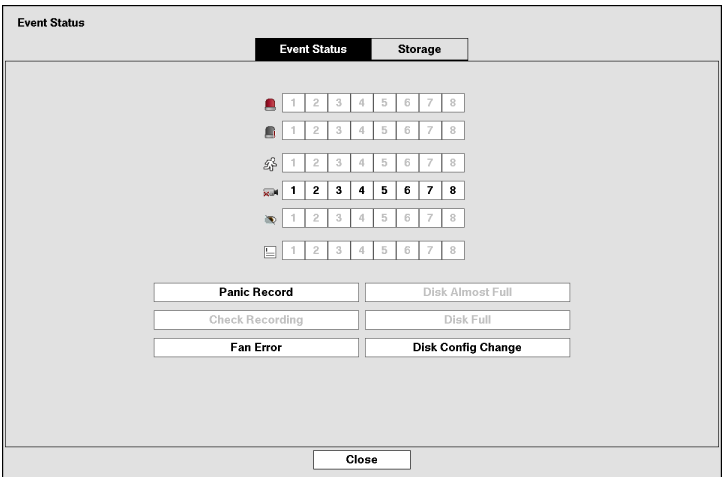 Event Status
Event Status Storage
1 2 3 4 5 6 7 8
1 2 3 4 5 6 7 8
1 2 3 4 5 6 7 8
1 2 3 4 5 6 7 8
1 2 3 4 5 6 7 8
1 2 3 4 5 6 7 8
Panic Record Disk Almost Full
Check Recording Disk Full
Fan Error Disk Config Change
Close